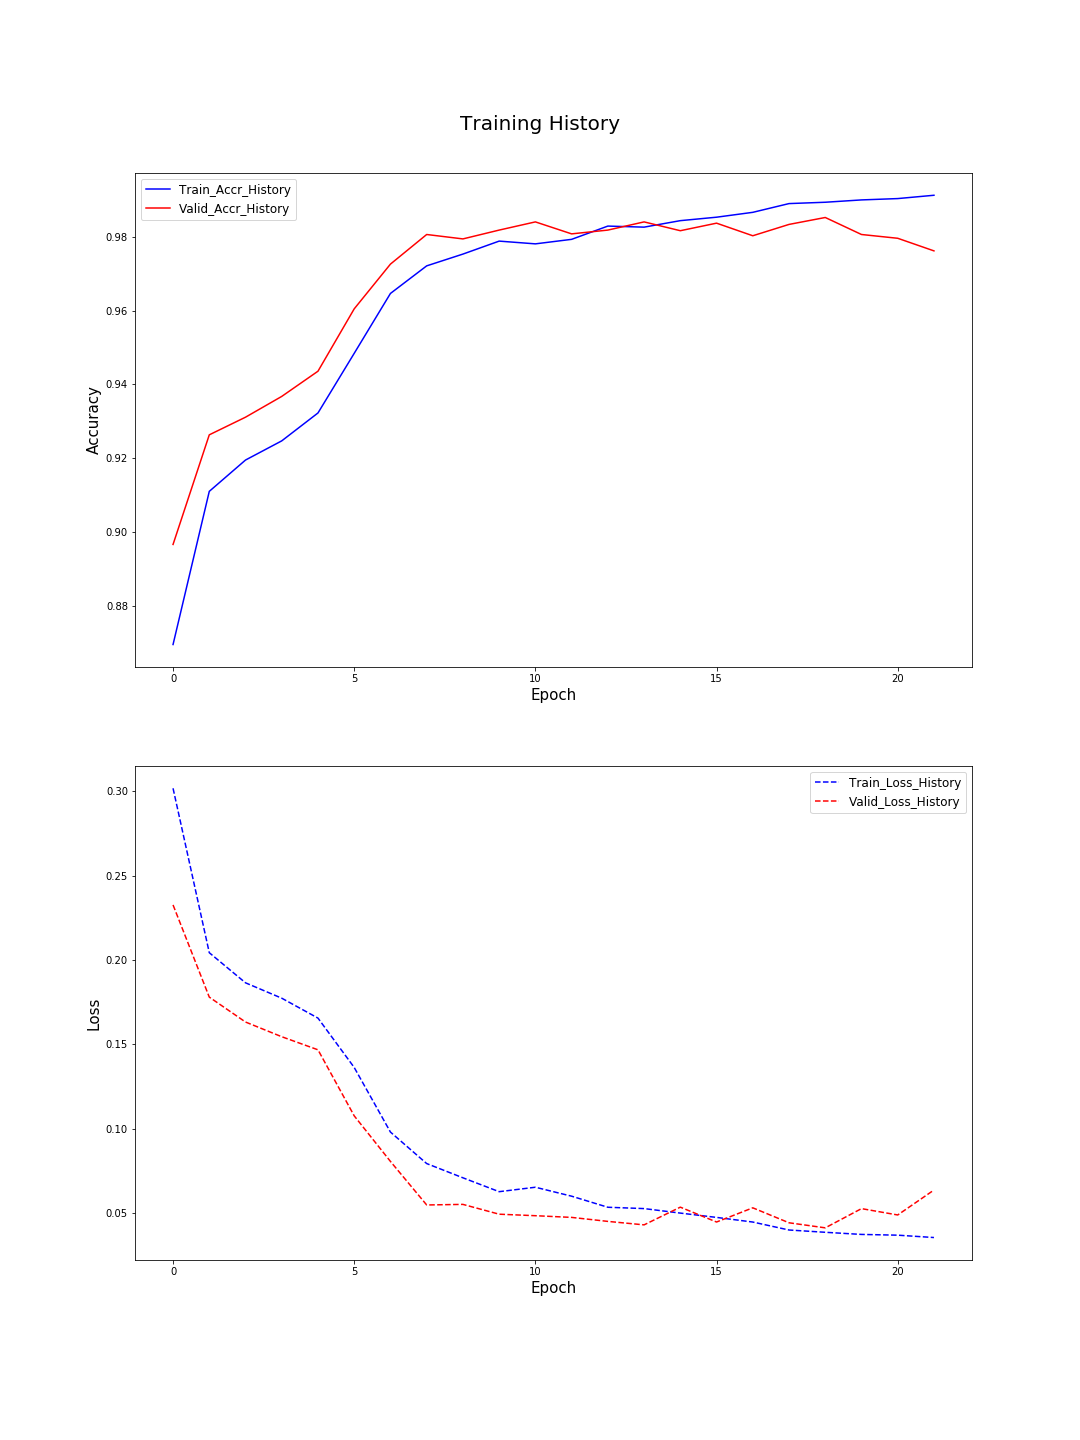 Training History
Train_Accr_History
Valid_Accr_History
0.98
0.96
0.94
0.92
0.90
0.88
Accuracy
0 5 10 15 20
Epoch
Train_Loss_History
Valid_Loss_History
0.30
0.25
0.20
0.15
0.10
0.05
Loss
0 5 10 15 20
Epoch